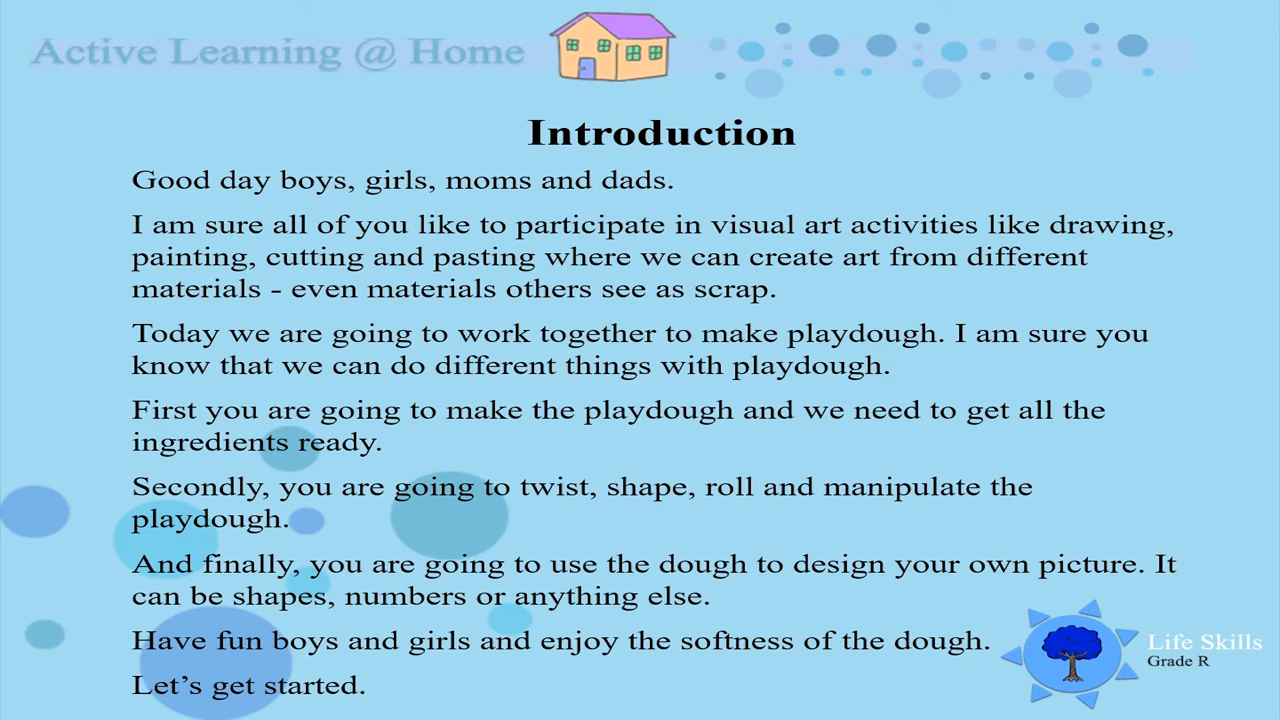 Active Learning @ Home
Introduction
Good day boys, girls, moms and dads.
I am sure all of you like to participate in visual art activities like drawing,
painting, cutting and pasting where we can create art from different
materials - even materials others see as scrap.
Today we are going to work together to make playdough. I am sure you
know that we can do different things with playdough.
First you are going to make the playdough and we need to get all the
ingredients ready.
Secondly, you are going to twist, shape, roll and manipulate the
playdough.
And finally, you are going to use the dough to design your own picture. It
can be shapes, numbers or anything else.
Have fun boys and girls and enjoy the softness of the dough.
Let’s get started.
Life Skills
Grade R